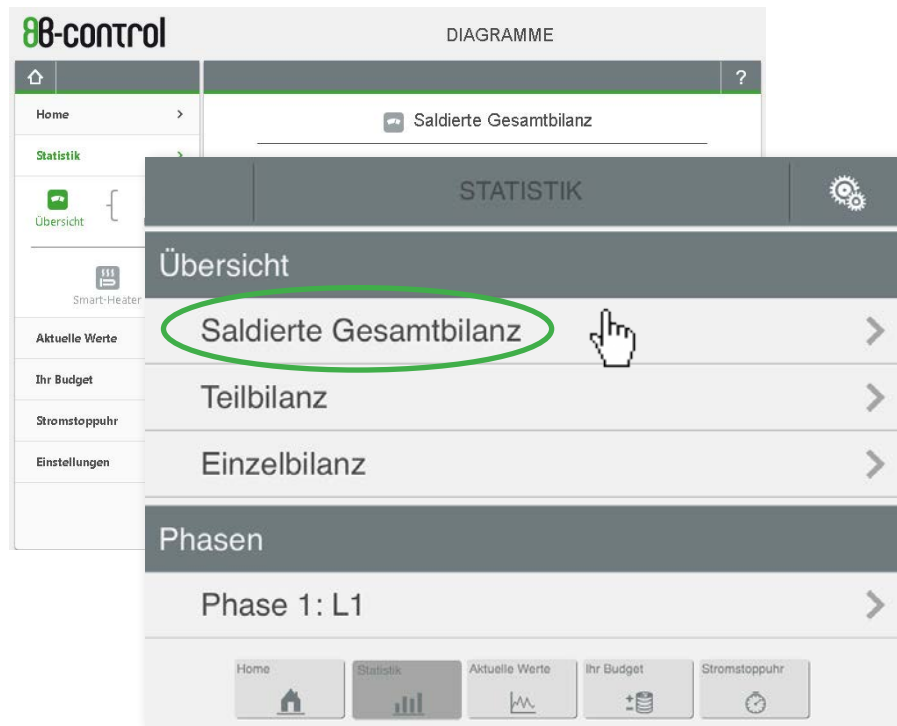 BB-control
DIAGRAMME
?
Home
Saldierte Gesamtbilanz
Statistik
Übersicht
Smart-Heater
Aktuelle Werte
Ihr Budget
Stromstoppuhr
Einstellungen
STATISTIK
Übersicht
Saldierte Gesamtbilanz
Teilbilanz
Einzelbilanz
Phasen
Phase 1: L1
Home
Statistik
Aktuelle Werte
Ihr Budget
Stromstoppuhr